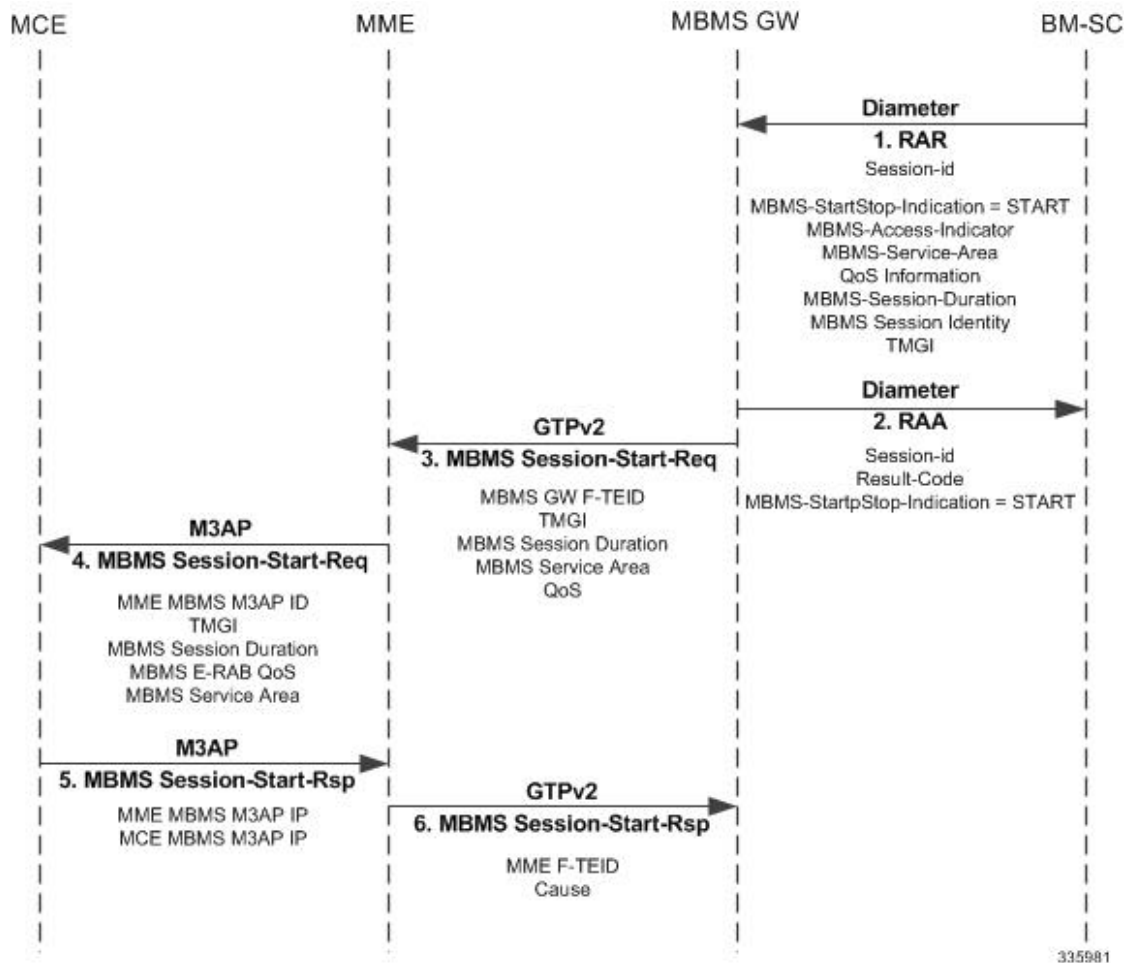 MCE
MME
MBMS GW
BM-SC
Diameter
1. RAR
Session-id
MBMS-StartStop-Indication = START
MBMS-Access-Indicator
MBMS-Service-Area
QoS Information
MBMS-Session-Duration
MBMS Session Identity
TMGI
Diameter
2. RAA
Session-id
Result-Code
MBMS-StartpStop-Indication = START
GTPv2
3. MBMS Session-Start-Req
MBMS GW F-TEID
TMGI
MBMS Session Duration
MBMS Service Area
QoS
M3AP
4. MBMS Session-Start-Req
MME MBMS M3AP ID
TMGI
MBMS Session Duration
MBMS E-RAB QoS
MBMS Service Area
M3AP
5. MBMS Session-Start-Rsp
MME MBMS M3AP IP
MCE MBMS M3AP IP
GTPv2
6. MBMS Session-Start-Rsp
MME F-TEID
Cause
335981